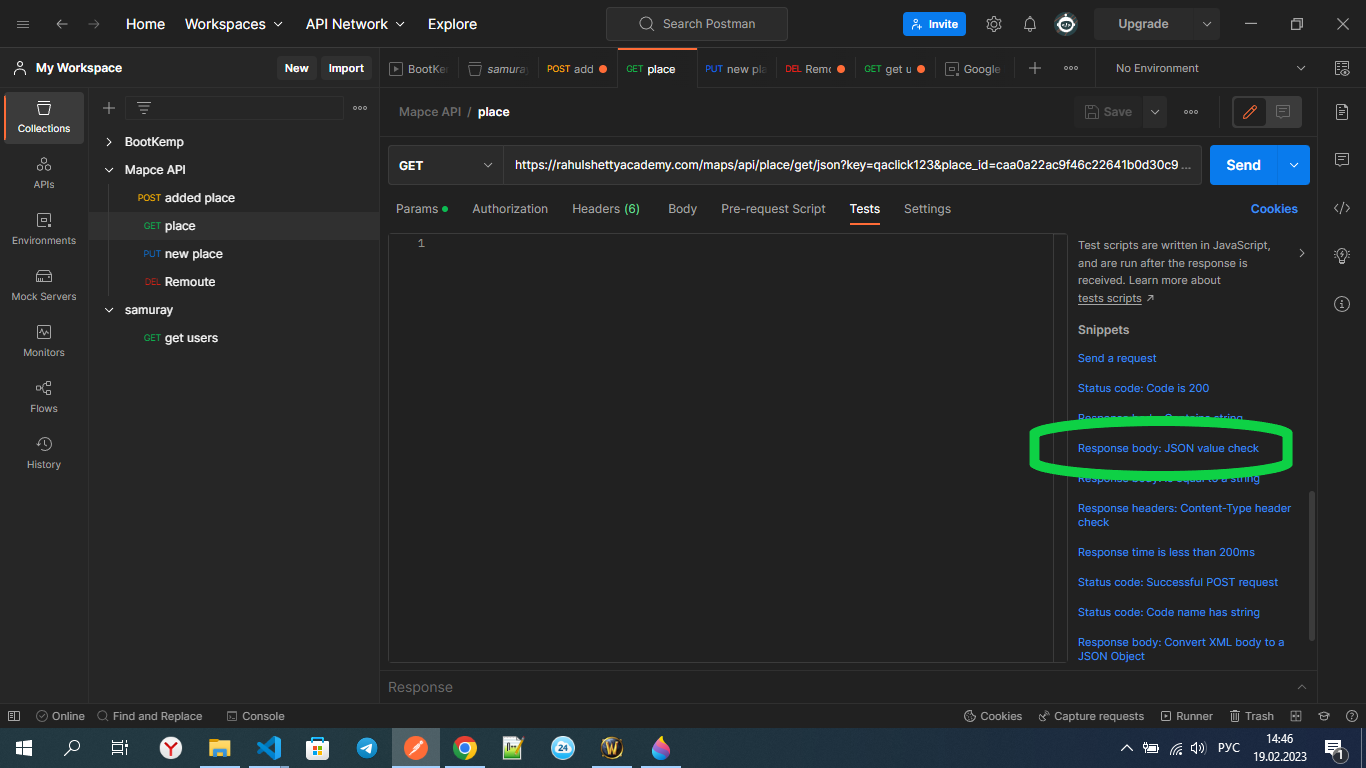 Home
Workspaces
API Network
Explore
Search Postman
Invite
Upgrade
My Workspace
New
Import
BootKe
samura
POST add
GET place
PUT new pla
DEL Remo
GET get u
Google
No Environment
Collections
APIs
Environments
Mock Servers
Monitors
Flows
History
BootKemp
Mapce API
POST added place
GET place
PUT new place
DEL Remoute
samuray
GET get users
Mapce API / place
Save
GET
https://rahulshettyacademy.com/maps/api/place/get/json?key=qaclick123&place_id=caa0a22ac9f46c22641b0d30c9 ...
Send
Params
Authorization
Headers (6)
Body
Pre-request Script
Tests
Settings
Cookies
1
Test scripts are written in JavaScript,
and are run after the response is
received. Learn more about
tests scripts ↗
Snippets
Send a request
Status code: Code is 200
Response body: Contains string
Response body: JSON value check
Response body: Is equal to a string
Response headers: Content-Type header
check
Response time is less than 200ms
Status code: Successful POST request
Status code: Code name has string
Response body: Convert XML body to a
JSON Object
Response
Online
Find and Replace
Console
Cookies
Capture requests
Runner
Trash
24
РУС
14:46
19.02.2023
1